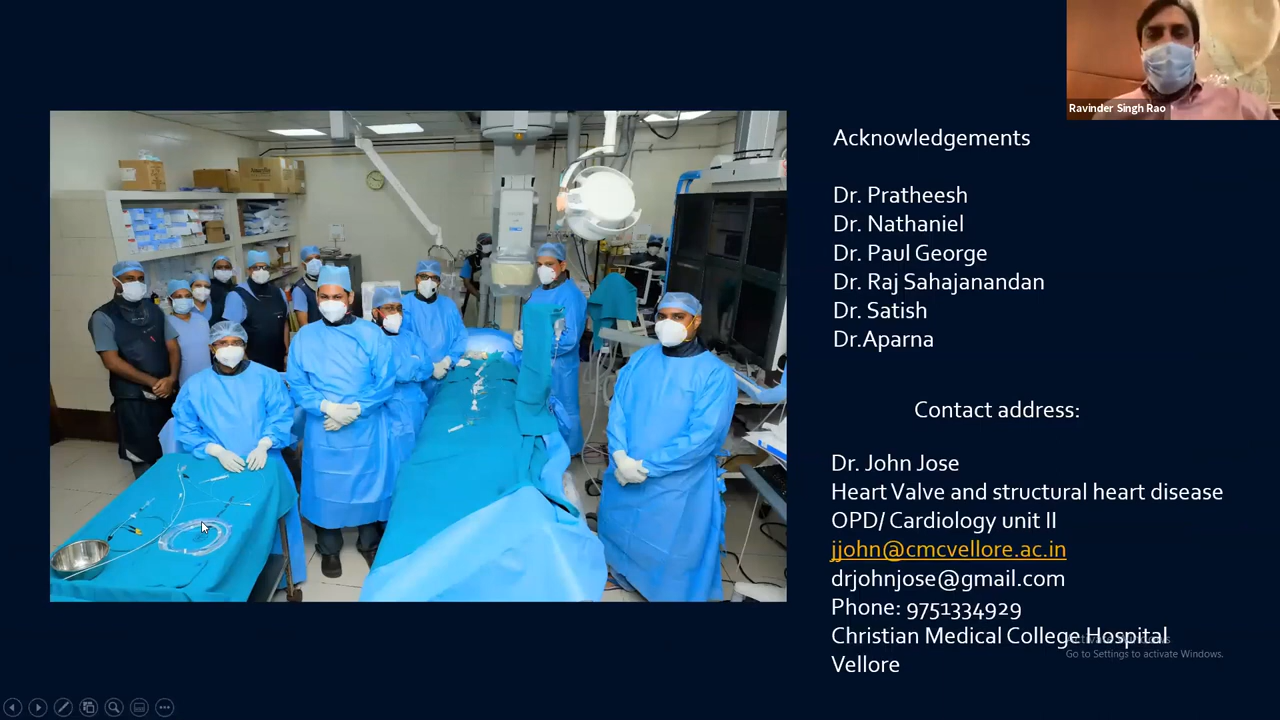 Ravinder Singh Rao
Acknowledgements
Dr. Pratheesh
Dr. Nathaniel
Dr. Paul George
Dr. Raj Sahajanandan
Dr. Satish
Dr.Aparna
Contact address:
Dr. John Jose
Heart Valve and structural heart disease
OPD/ Cardiology unit II
jjohn@cmcvellore.ac.in
drjohnjose@gmail.com
Phone: 9751334929
Christian Medical College Hospital
Vellore
Activate Windows
Go to Settings to activate Windows.